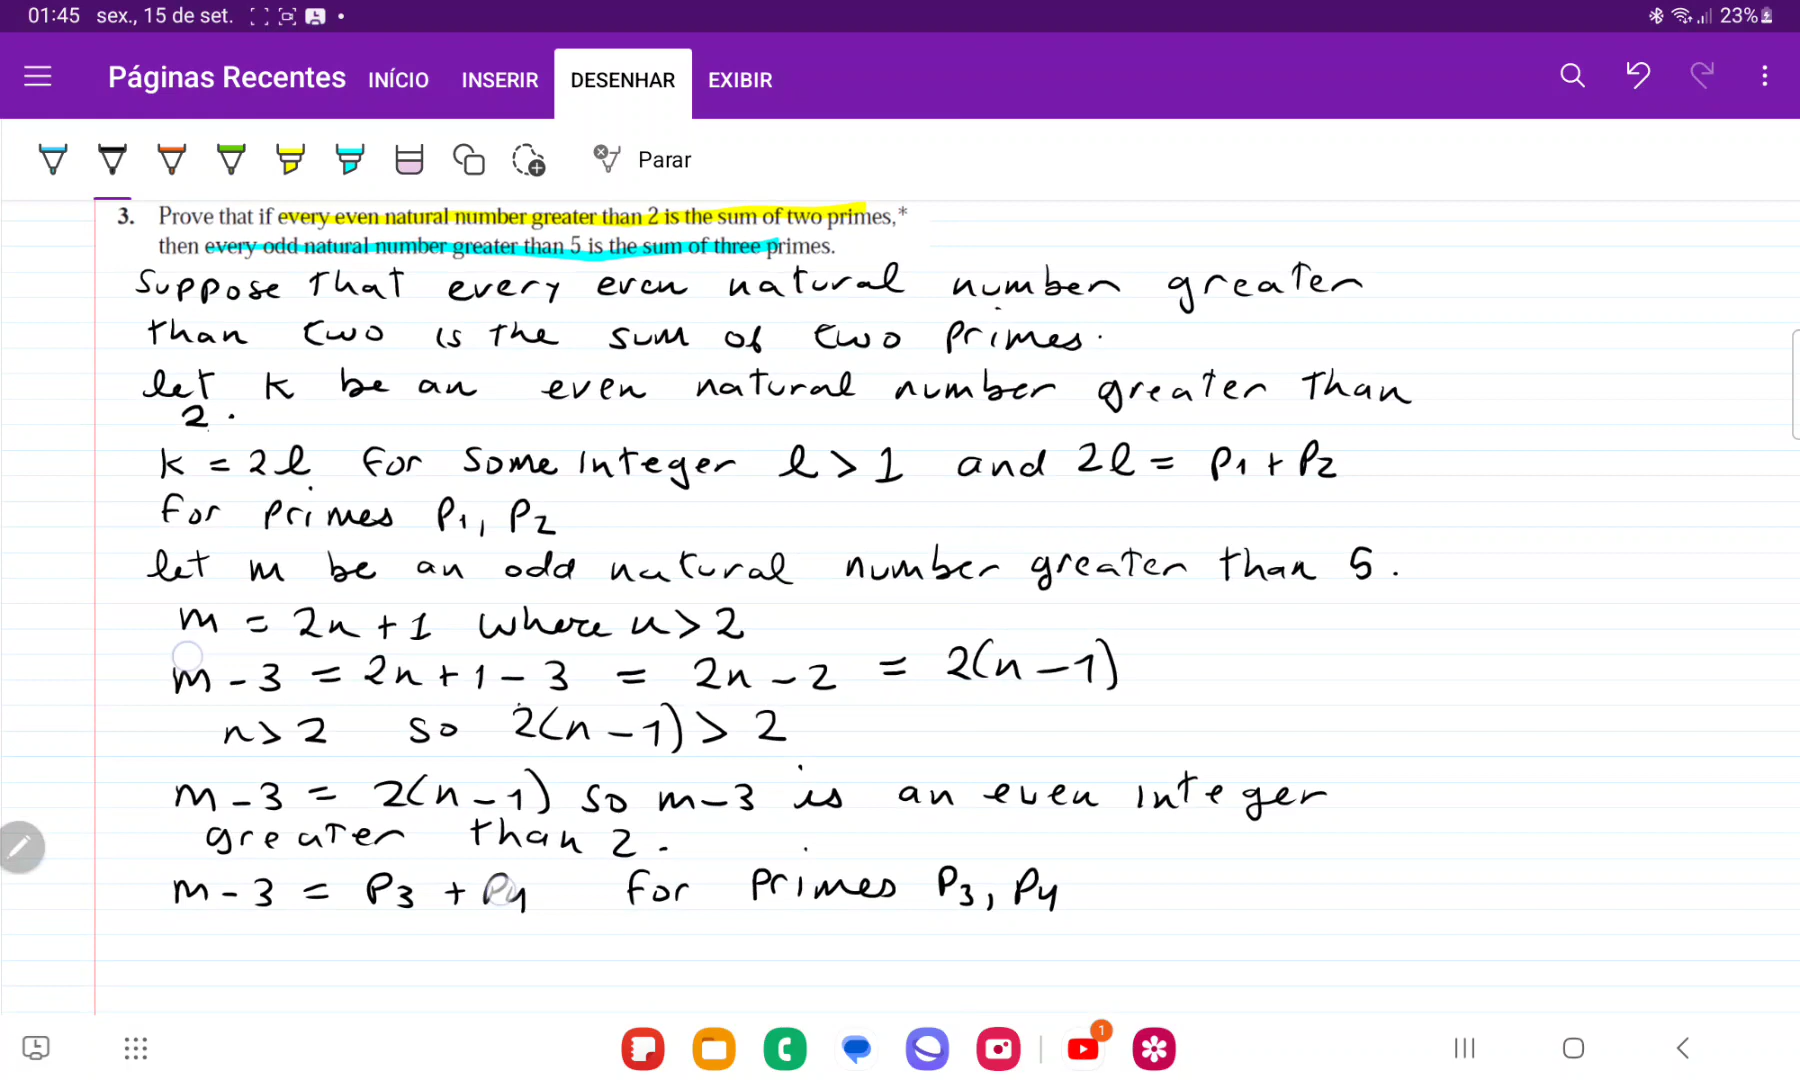 01:45 sex., 15 de set. 23%
Páginas Recentes INÍCIO INSERIR DESENHAR EXIBIR
Parar
3. Prove that if every even natural number greater than 2 is the sum of two primes,*
then every odd natural number greater than 5 is the sum of three primes.
Suppose that every even natural number greater
than two is the sum of two primes.
let k be an even natural number greater than
2.
k = 2l for some integer l > 1 and 2l = P1 + P2
for primes P1, P2
let m be an odd natural number greater than 5.
m = 2n + 1 where n > 2
m - 3 = 2n + 1 - 3 = 2n - 2 = 2(n - 1)
n > 2 so 2(n - 1) > 2
m - 3 = 2(n - 1) so m - 3 is an even integer
greater than 2.
m - 3 = P3 + P4 for primes P3, P4
1